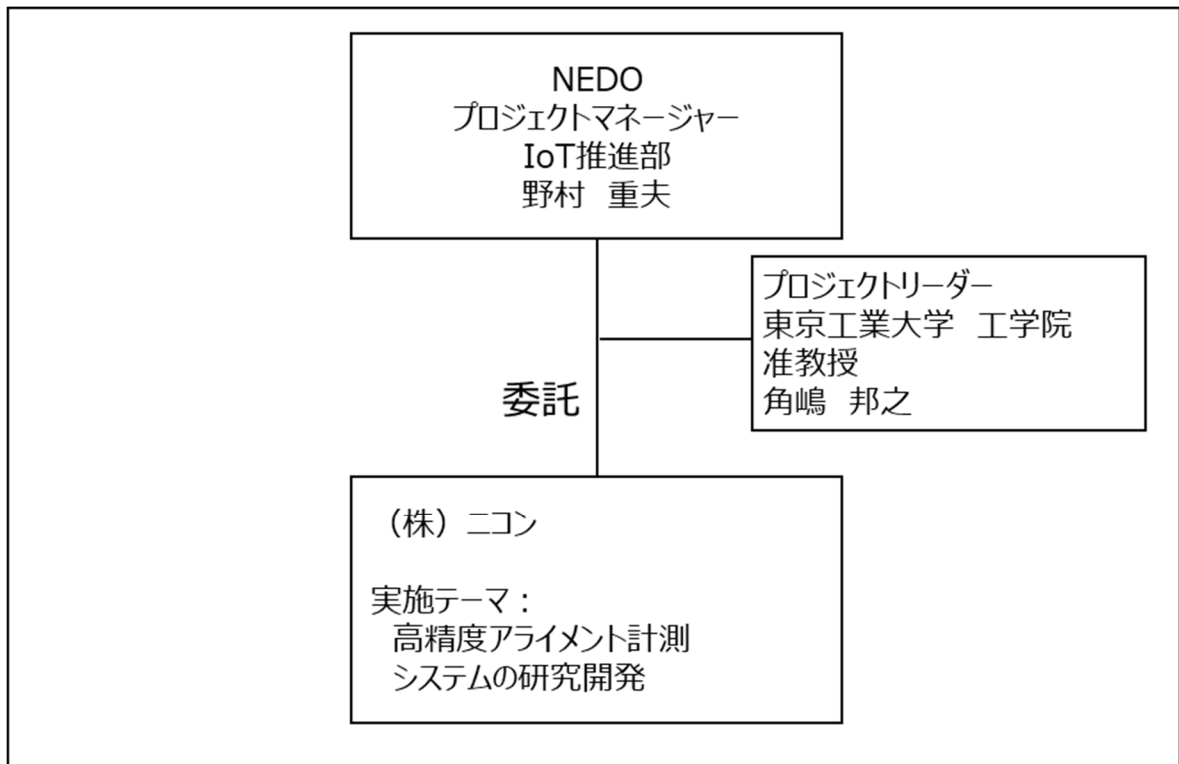 NEDO
プロジェクトマネージャー
IoT推進部
野村　重夫
プロジェクトリーダー
東京工業大学　工学院
准教授
角嶋　邦之
委託
（株）ニコン
実施テーマ：
高精度アライメント計測
システムの研究開発